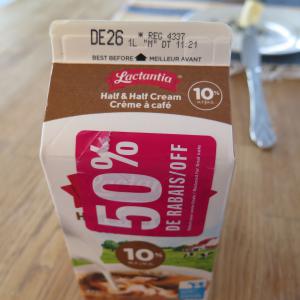 DE26 * REG 4337
1L "M" DT 11:21
BEST BEFORE MEILLEUR AVANT
Lactantia
10%
M.F./M.G.
Half & Half Cream
Crème à café
50%
DE RABAIS/OFF
10%